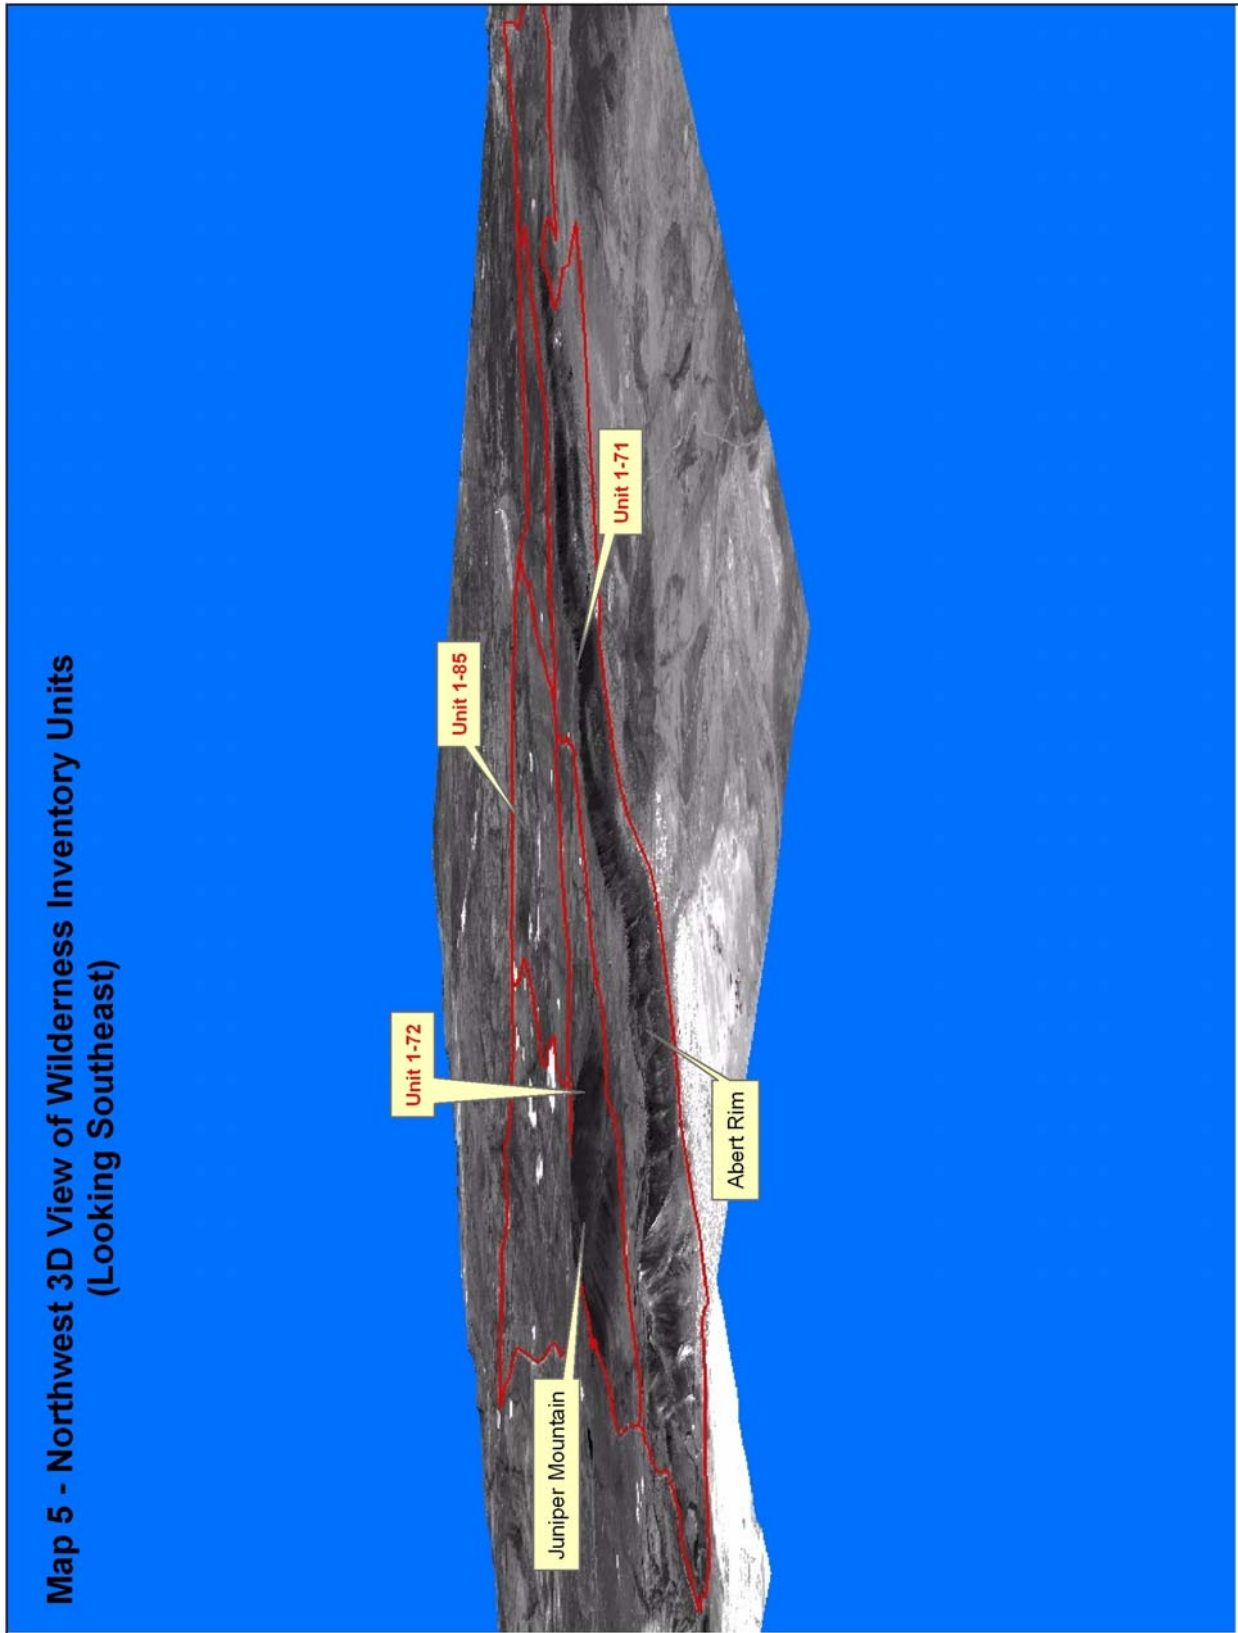 Map 5 - Northwest 3D View of Wilderness Inventory Units
(Looking Southeast)
Unit 1-72
Unit 1-85
Unit 1-71
Juniper Mountain
Abert Rim